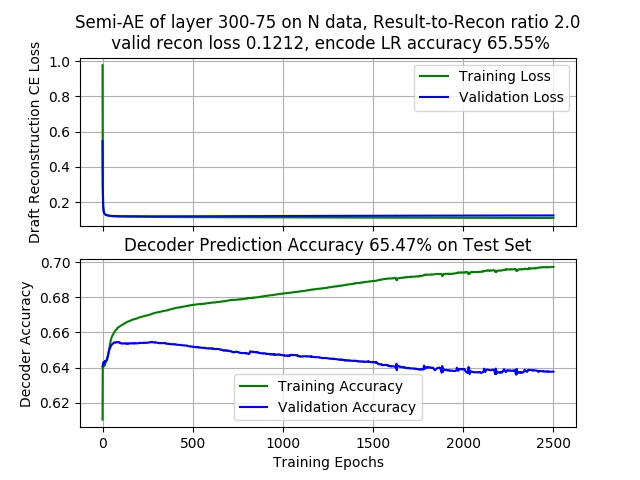 Semi-AE of layer 300-75 on N data, Result-to-Recon ratio 2.0
valid recon loss 0.1212, encode LR accuracy 65.55%
Draft Reconstruction CE Loss
1.0
0.8
0.6
0.4
0.2
Training Loss
Validation Loss
Decoder Prediction Accuracy 65.47% on Test Set
Decoder Accuracy
0.70
0.68
0.66
0.64
0.62
Training Accuracy
Validation Accuracy
0 500 1000 1500 2000 2500
Training Epochs